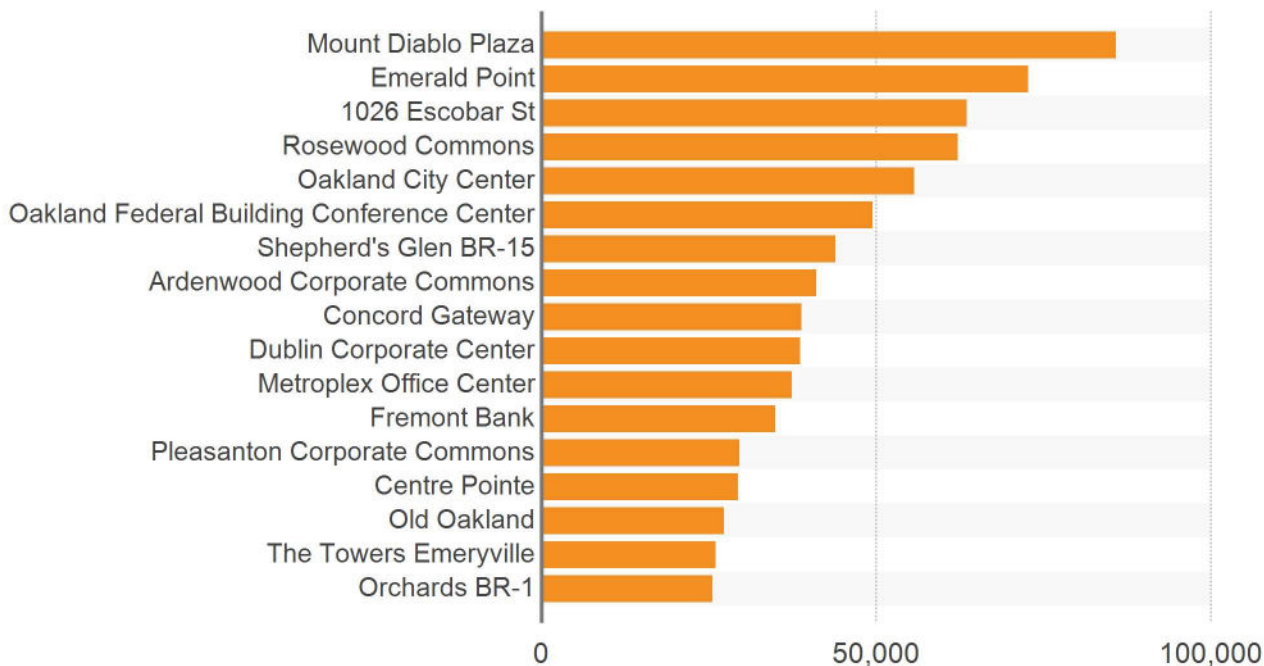 Mount Diablo Plaza
Emerald Point
1026 Escobar St
Rosewood Commons
Oakland City Center
Oakland Federal Building Conference Center
Shepherd's Glen BR-15
Ardenwood Corporate Commons
Concord Gateway
Dublin Corporate Center
Metroplex Office Center
Fremont Bank
Pleasanton Corporate Commons
Centre Pointe
Old Oakland
The Towers Emeryville
Orchards BR-1
0 50,000 100,000